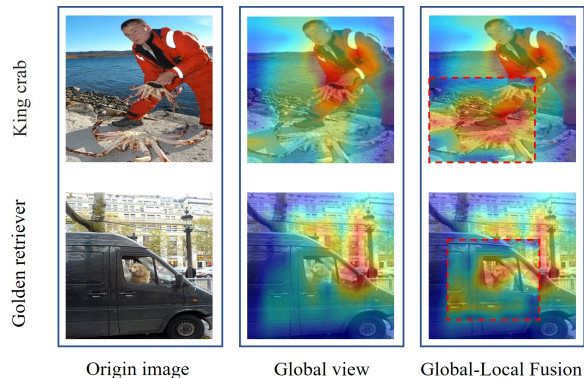 King crab
Golden retriever
Origin image
Global view
Global-Local Fusion